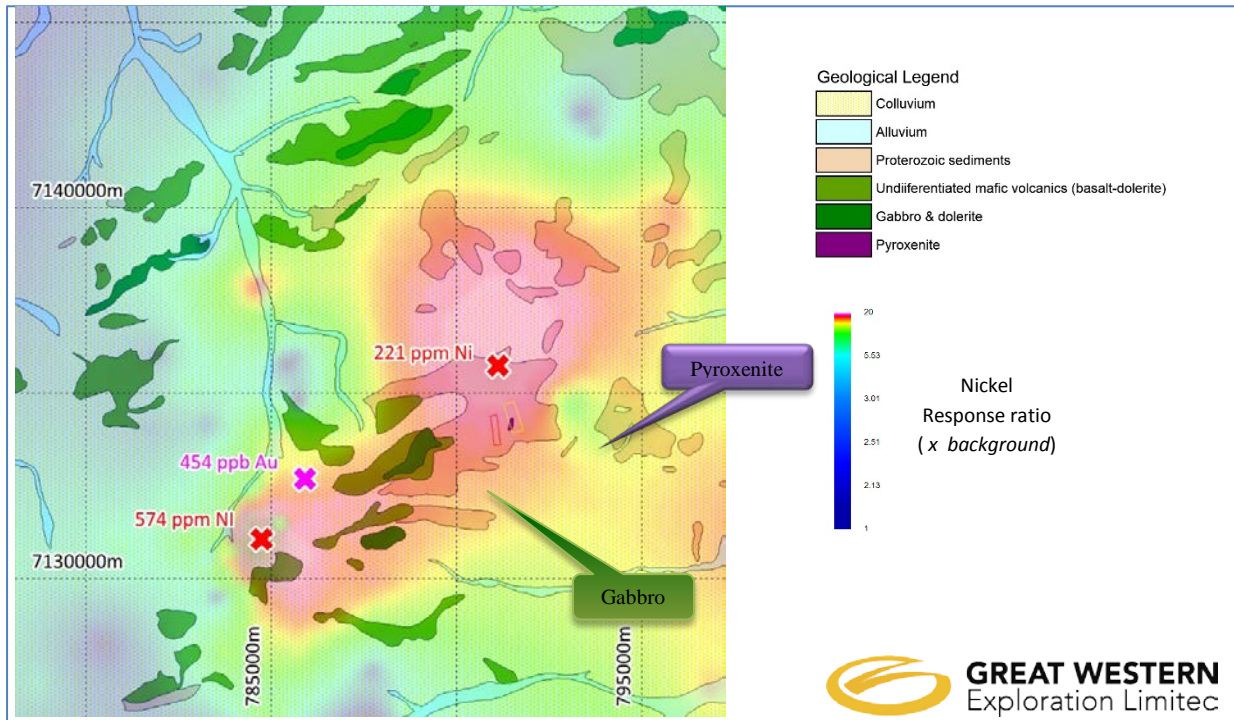 7140000m
221 ppm Ni
Pyroxenite
454 ppb Au
574 ppm NI
7130000m
Gabbro
785000m
795000m
Geological Legend
Colluvium
Alluvium
Proterozoic sediments
Undiiferentiated mafic volcanics (basalt-dolerite)
Gabbro & dolerite
Pyroxenite
20
5.53
3.01
2.51
2.13
1
Nickel
Response ratio
( x background)
GREAT WESTERN
Exploration Limitec